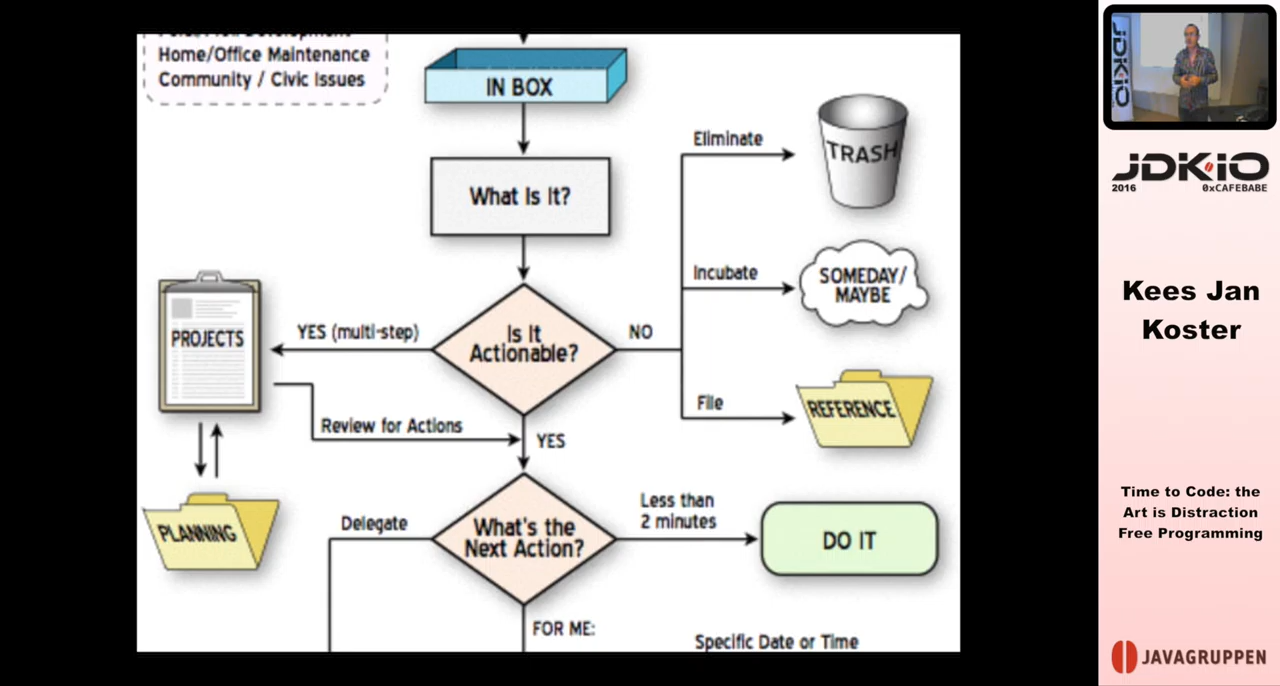 Home/Office Maintenance
Community / Civic Issues
IN BOX
What Is It?
Eliminate
TRASH
Incubate
SOMEDAY/
MAYBE
PROJECTS
YES (multi-step)
Is It
Actionable?
NO
File
REFERENCE
Review for Actions
YES
PLANNING
Delegate
What's the
Next Action?
Less than
2 minutes
DO IT
FOR ME:
Specific Date or Time
JDK
IO
JDK·IO
2016
0xCAFEBABE
Kees Jan
Koster
Time to Code: the
Art is Distraction
Free Programming
JAVAGRUPPEN